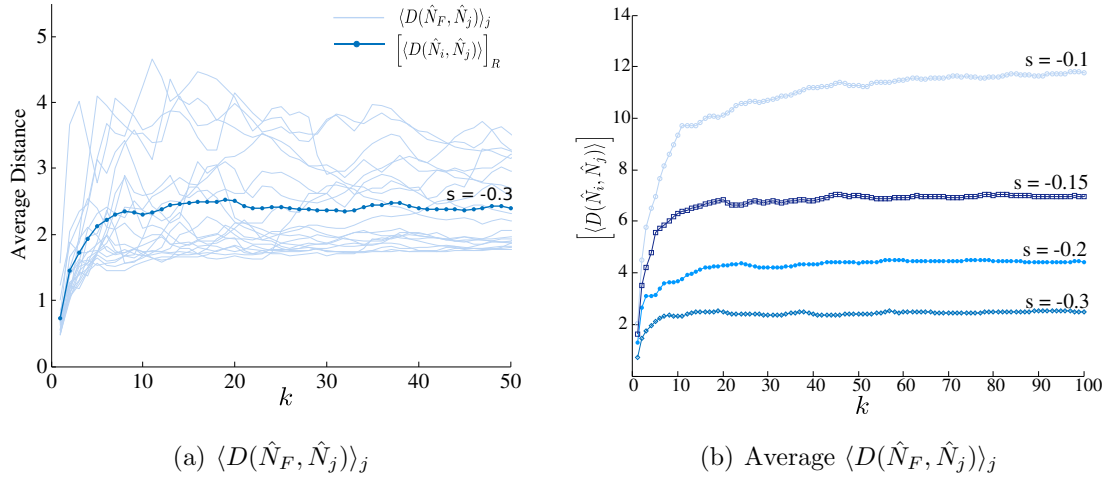 ⟨D(N̂_F, N̂_j)⟩_j
[⟨D(N̂_i, N̂_j)⟩]_R
Average Distance
5
4
3
2
1
0
s = -0.3
0
10
20
30
40
50
k
[⟨D(N̂_i, N̂_j)⟩]
14
12
10
8
6
4
2
s = -0.1
s = -0.15
s = -0.2
s = -0.3
0
10
20
30
40
50
60
70
80
90
100
k
(a) ⟨D(N̂_F, N̂_j)⟩_j
(b) Average ⟨D(N̂_F, N̂_j)⟩_j